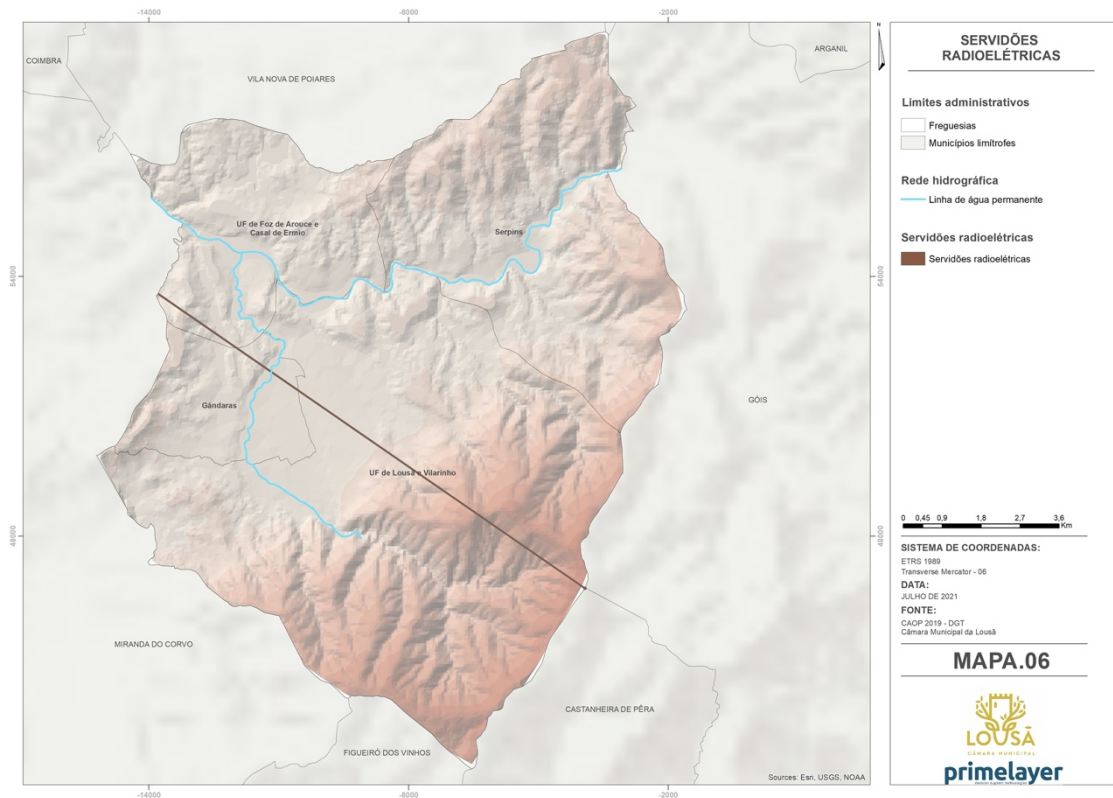 -14000
-8000
-2000
COIMBRA
VILA NOVA DE POIARES
ARGANIL
UF de Foz de Arouce e
Casal de Ermio
Serpins
54000
54000
GÓIS
Gândaras
UF de Lousã e Vilarinho
48000
48000
MIRANDA DO CORVO
CASTANHEIRA DE PÊRA
FIGUEIRÓ DOS VINHOS
Sources: Esri, USGS, NOAA
-14000
-8000
-2000
N
SERVIDÕES
RADIOELÉTRICAS
Limites administrativos
Freguesias
Municípios limítrofes
Rede hidrográfica
Linha de água permanente
Servidões radioelétricas
Servidões radioelétricas
0 0,45 0,9 1,8 2,7 3,6
Km
SISTEMA DE COORDENADAS:
ETRS 1989
Transverse Mercator - 06
DATA:
JULHO DE 2021
FONTE:
CAOP 2019 - DGT
Câmara Municipal da Lousã
MAPA.06
LOUSÃ
CÂMARA MUNICIPAL
primelayer